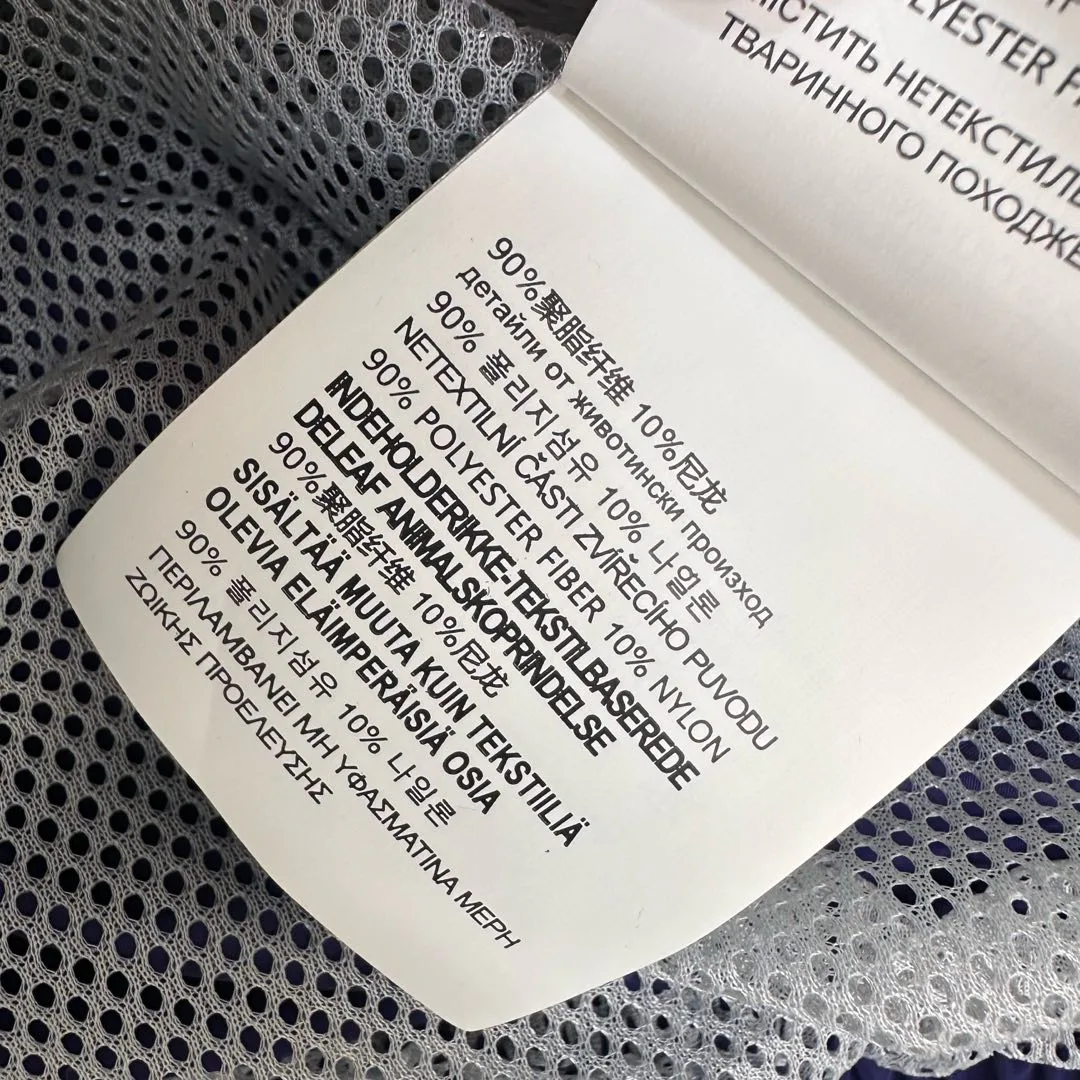 LYESTER
ІСТИТЬ НЕТЕКСТИЛЬ
ТВАРИННОГО ПОХОДЖЕ
90%聚脂纤维 10%尼龙
детайпи от животински произход
90% 폴리지섬유 10% 나일론
NETEXTILNÍ ČÁSTI ZVÍŘECÍHO PUVODU
90% POLYESTER FIBER 10% NYLON
INDEHOLDERIKKE-TEKSTILBASEREDE
DELEAF ANIMALSKOPRINDELSE
90%聚脂纤维 10%尼龙
SISÄLTÄÄ MUUTA KUIN TEKSTIILIÄ
OLEVIA ELÄIMPERÄISIÄ OSIA
90% 폴리지섬유 10% 나일론
ΠΕΡΙΛΑΜΒΑΝΕΙ ΜΗ ΥΦΑΣΜΑΤΙΝΑ ΜΕΡΗ
ΖΩΙΚΗΣ ΠΡΟΕΛΕΥΣΗΣ